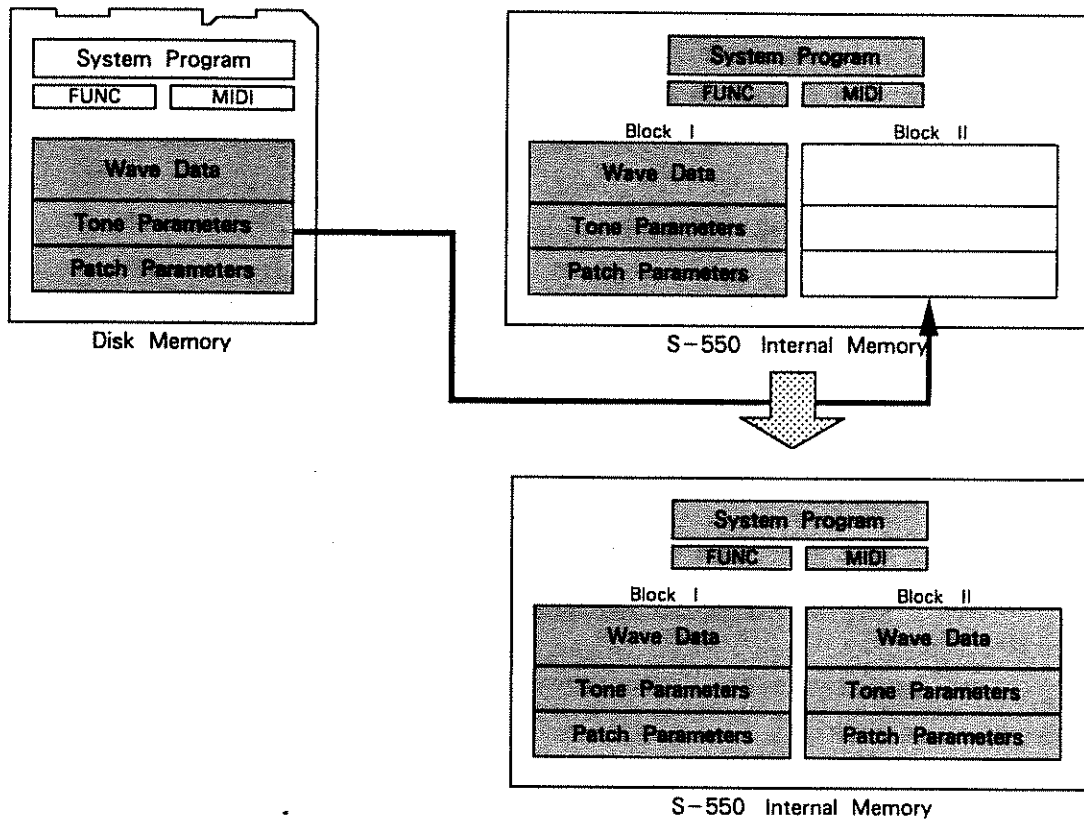 System Program
FUNC MIDI
Wave Data
Tone Parameters
Patch Parameters
Disk Memory
System Program
FUNC MIDI
Block I Block II
Wave Data
Tone Parameters
Patch Parameters
S-550 Internal Memory
System Program
FUNC MIDI
Block I Block II
Wave Data Wave Data
Tone Parameters Tone Parameters
Patch Parameters Patch Parameters
S-550 Internal Memory